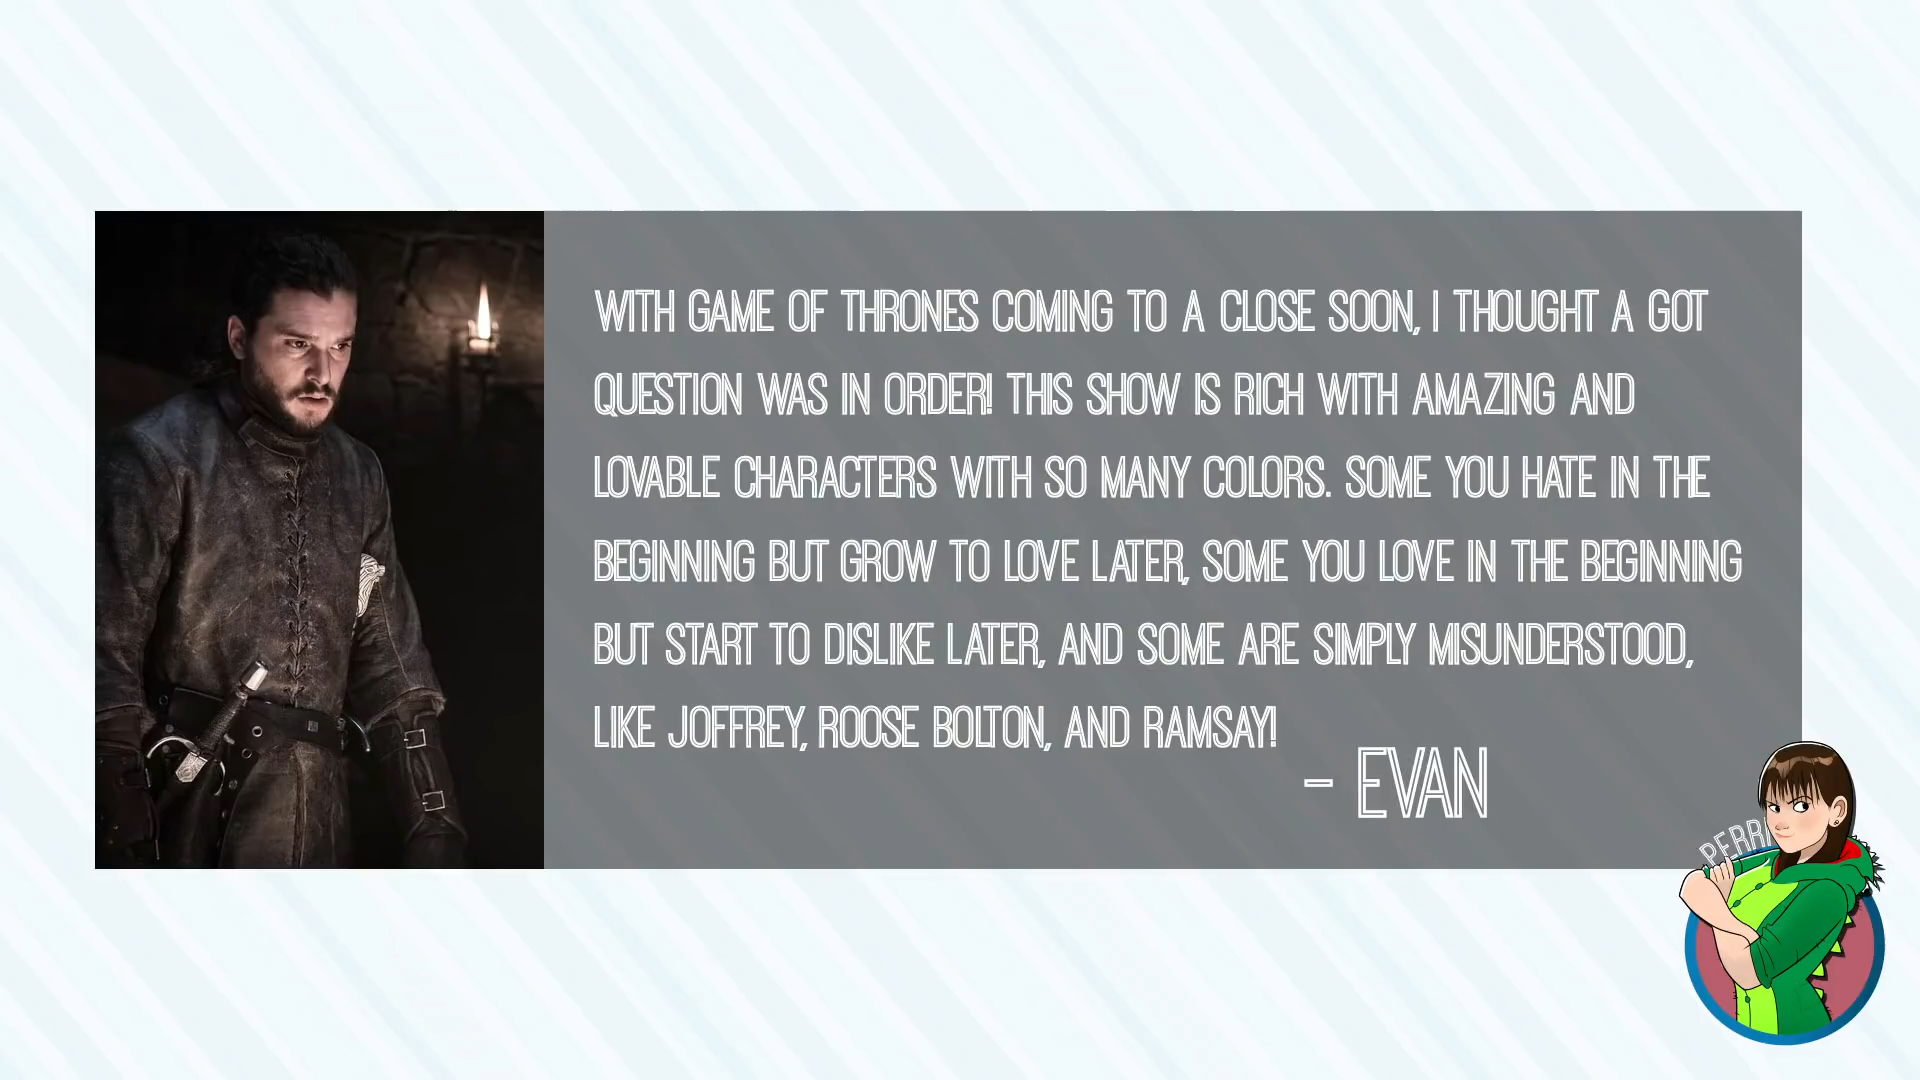 WITH GAME OF THRONES COMING TO A CLOSE SOON, I THOUGHT A GOT
QUESTION WAS IN ORDER! THIS SHOW IS RICH WITH AMAZING AND
LOVABLE CHARACTERS WITH SO MANY COLORS. SOME YOU HATE IN THE
BEGINNING BUT GROW TO LOVE LATER, SOME YOU LOVE IN THE BEGINNING
BUT START TO DISLIKE LATER, AND SOME ARE SIMPLY MISUNDERSTOOD,
LIKE JOFFREY, ROOSE BOLTON, AND RAMSAY!
- EVAN